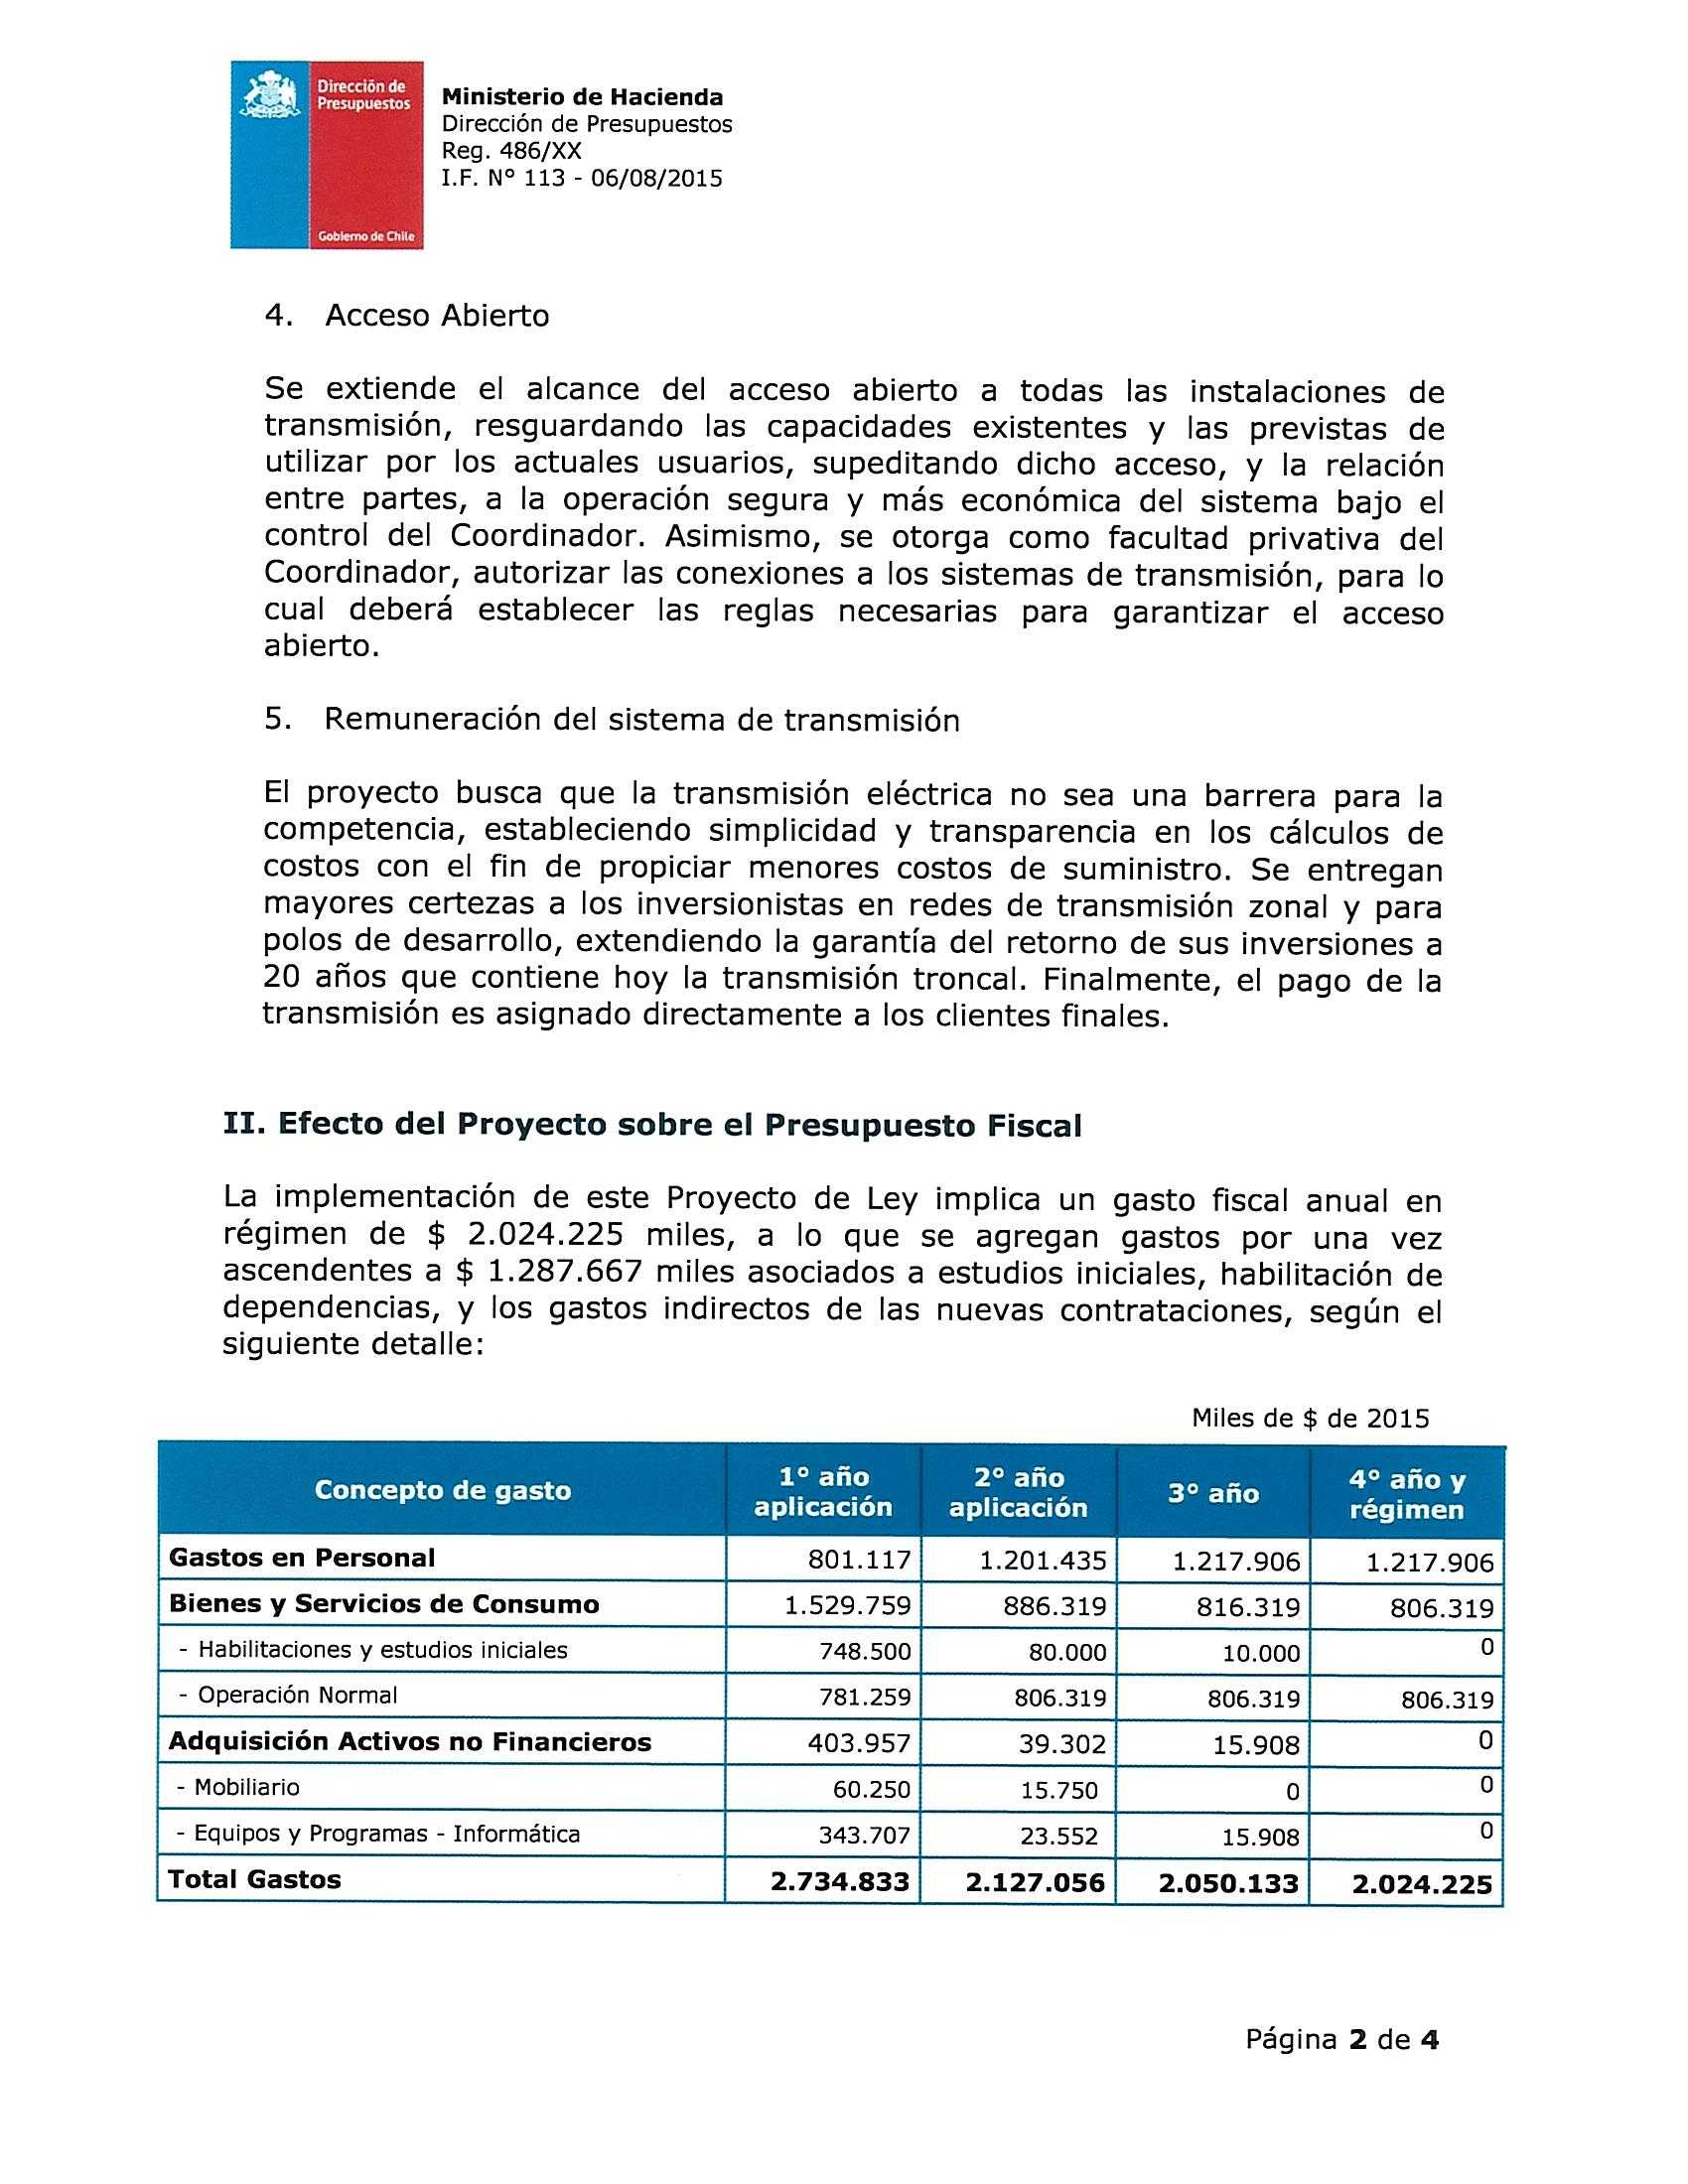 Dirección de
Presupuestos
Gobierno de Chile
Ministerio de Hacienda
Dirección de Presupuestos
Reg. 486/XX
I.F. Nº 113 - 06/08/2015
4. Acceso Abierto
Se extiende el alcance del acceso abierto a todas las instalaciones de
transmisión, resguardando las capacidades existentes y las previstas de
utilizar por los actuales usuarios, supeditando dicho acceso, y la relación
entre partes, a la operación segura y más económica del sistema bajo el
control del Coordinador. Asimismo, se otorga como facultad privativa del
Coordinador, autorizar las conexiones a los sistemas de transmisión, para lo
cual deberá establecer las reglas necesarias para garantizar el acceso
abierto.
5. Remuneración del sistema de transmisión
El proyecto busca que la transmisión eléctrica no sea una barrera para la
competencia, estableciendo simplicidad y transparencia en los cálculos de
costos con el fin de propiciar menores costos de suministro. Se entregan
mayores certezas a los inversionistas en redes de transmisión zonal y para
polos de desarrollo, extendiendo la garantía del retorno de sus inversiones a
20 años que contiene hoy la transmisión troncal. Finalmente, el pago de la
transmisión es asignado directamente a los clientes finales.
II. Efecto del Proyecto sobre el Presupuesto Fiscal
La implementación de este Proyecto de Ley implica un gasto fiscal anual en
régimen de $ 2.024.225 miles, a lo que se agregan gastos por una vez
ascendentes a $ 1.287.667 miles asociados a estudios iniciales, habilitación de
dependencias, y los gastos indirectos de las nuevas contrataciones, según el
siguiente detalle:
Miles de $ de 2015
Concepto de gasto 1º año aplicación 2º año aplicación 3º año 4º año y régimen
Gastos en Personal 801.117 1.201.435 1.217.906 1.217.906
Bienes y Servicios de Consumo 1.529.759 886.319 816.319 806.319
- Habilitaciones y estudios iniciales 748.500 80.000 10.000 0
- Operación Normal 781.259 806.319 806.319 806.319
Adquisición Activos no Financieros 403.957 39.302 15.908 0
- Mobiliario 60.250 15.750 0 0
- Equipos y Programas - Informática 343.707 23.552 15.908 0
Total Gastos 2.734.833 2.127.056 2.050.133 2.024.225
Página 2 de 4